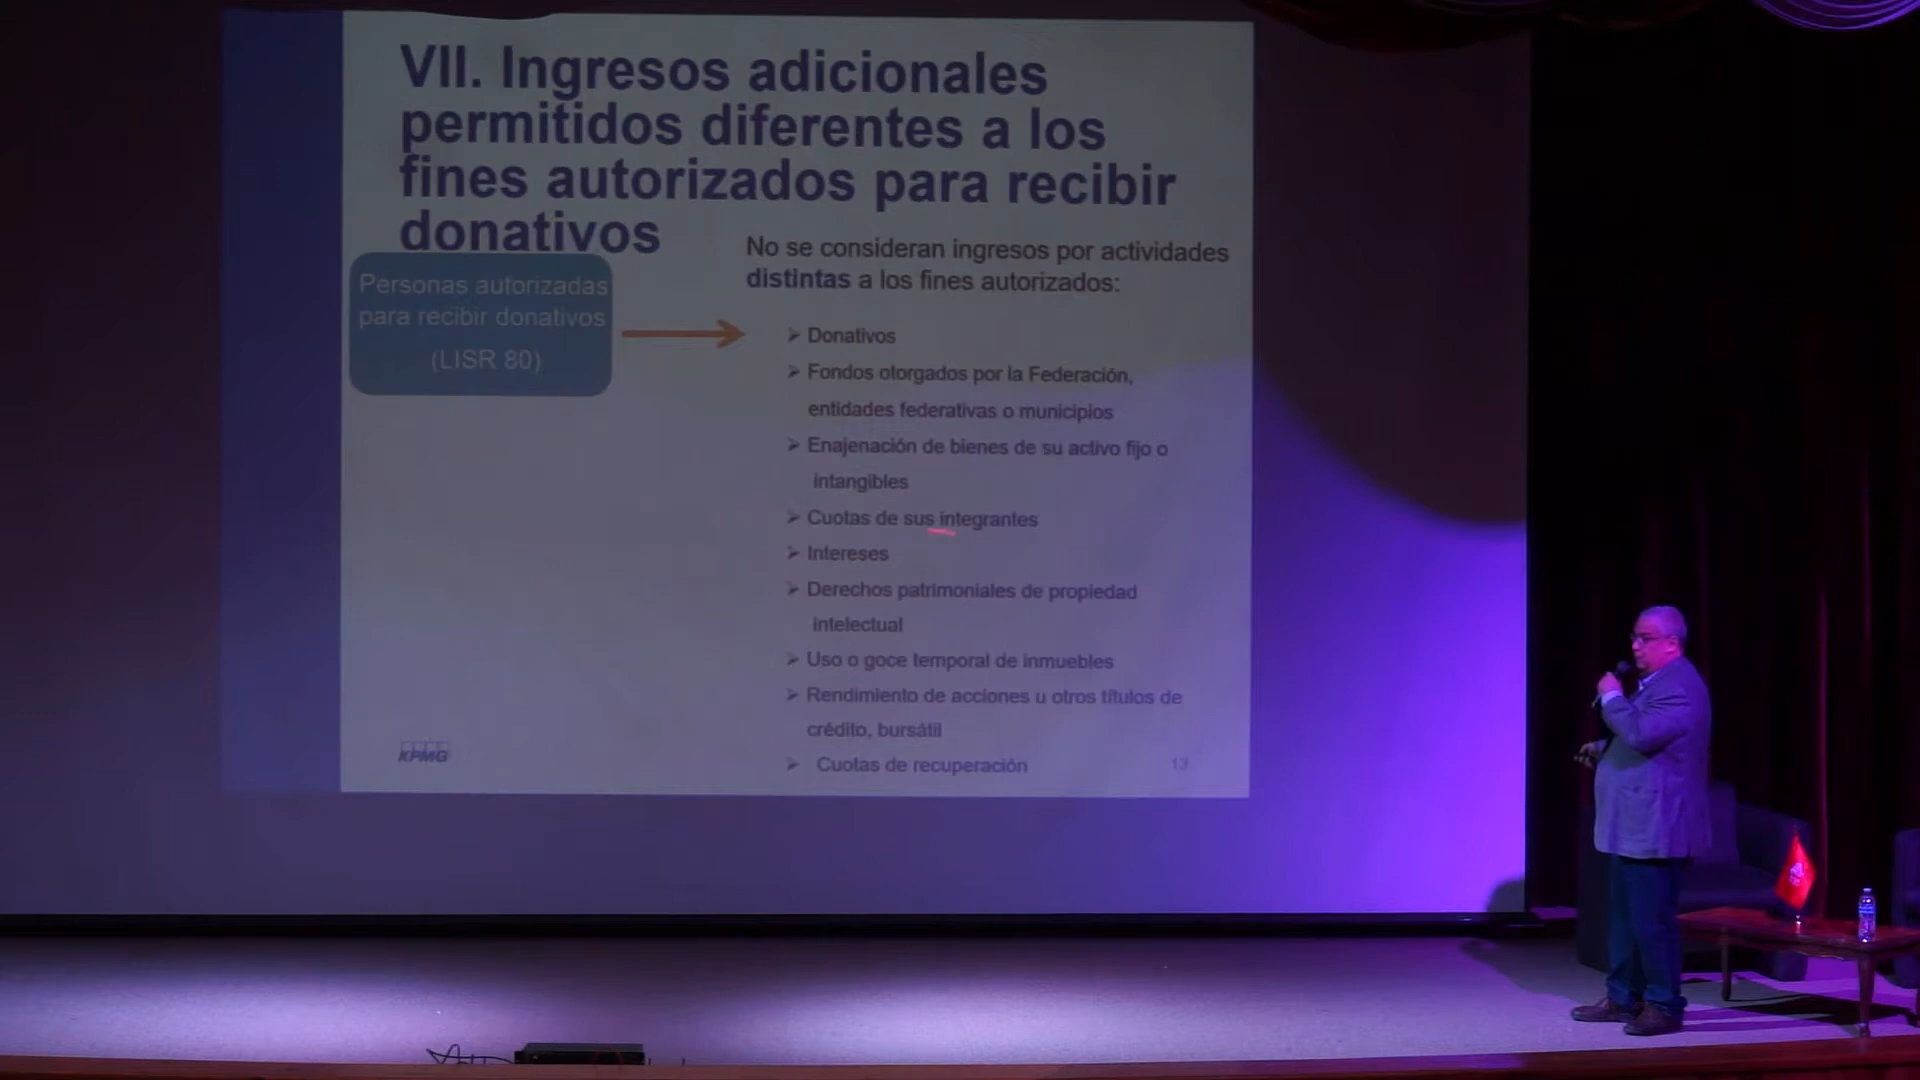 VII. Ingresos adicionales
permitidos diferentes a los
fines autorizados para recibir
donativos
Personas autorizadas
para recibir donativos
(LISR 80)
No se consideran ingresos por actividades
distintas a los fines autorizados:
➤ Donativos
➤ Fondos otorgados por la Federación,
entidades federativas o municipios
➤ Enajenación de bienes de su activo fijo o
intangibles
➤ Cuotas de sus integrantes
➤ Intereses
➤ Derechos patrimoniales de propiedad
intelectual
➤ Uso o goce temporal de inmuebles
➤ Rendimiento de acciones u otros títulos de
crédito, bursátil
➤ Cuotas de recuperación
KPMG
13